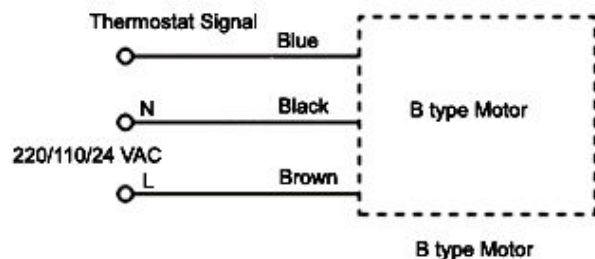 Thermostat Signal
Blue
N
Black
B type Motor
220/110/24 VAC
L
Brown
B type Motor